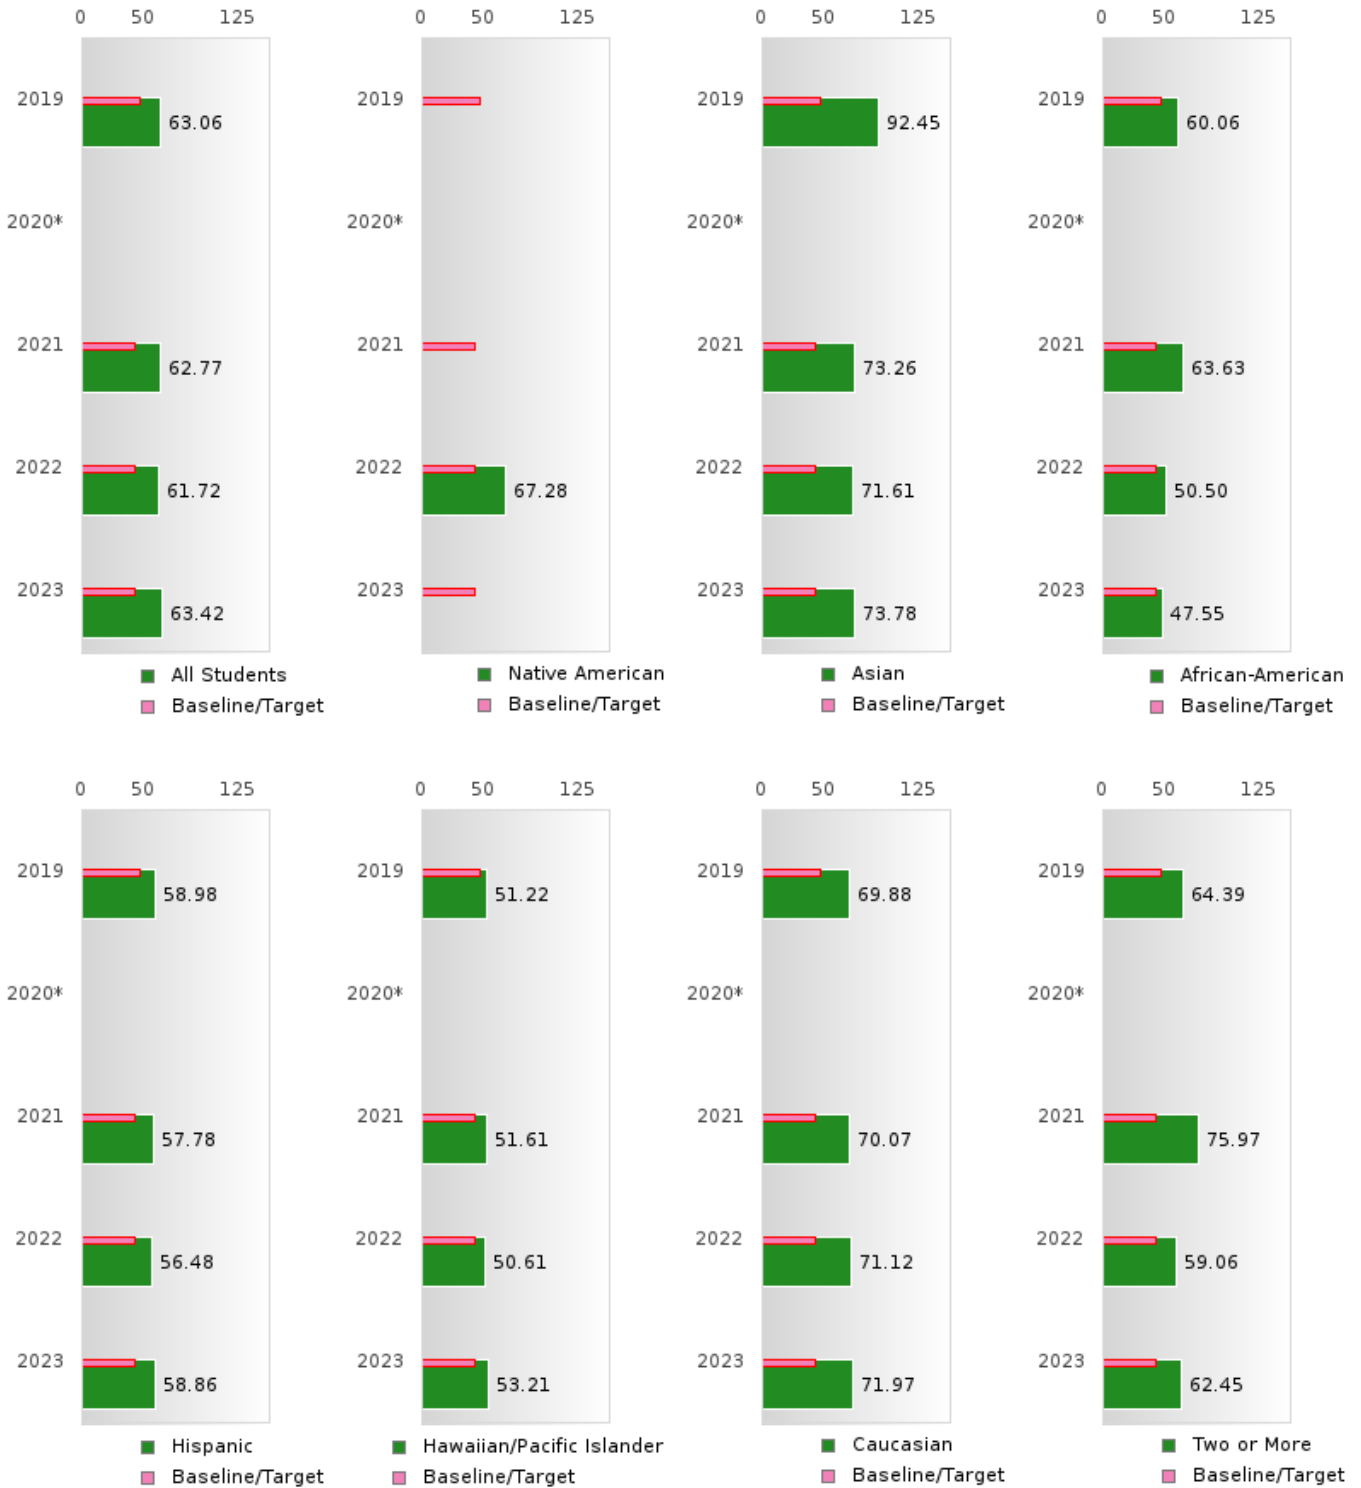 0 50 125 0 50 125 0 50 125 0 50 125
2019 63.06 2019 2019 92.45 2019 60.06
2020* 2020* 2020* 2020*
2021 62.77 2021 2021 73.26 2021 63.63
2022 61.72 2022 67.28 2022 71.61 2022 50.50
2023 63.42 2023 2023 73.78 2023 47.55
All Students Native American Asian African-American
Baseline/Target Baseline/Target Baseline/Target Baseline/Target
0 50 125 0 50 125 0 50 125 0 50 125
2019 58.98 2019 51.22 2019 69.88 2019 64.39
2020* 2020* 2020* 2020*
2021 57.78 2021 51.61 2021 70.07 2021 75.97
2022 56.48 2022 50.61 2022 71.12 2022 59.06
2023 58.86 2023 53.21 2023 71.97 2023 62.45
Hispanic Hawaiian/Pacific Islander Caucasian Two or More
Baseline/Target Baseline/Target Baseline/Target Baseline/Target